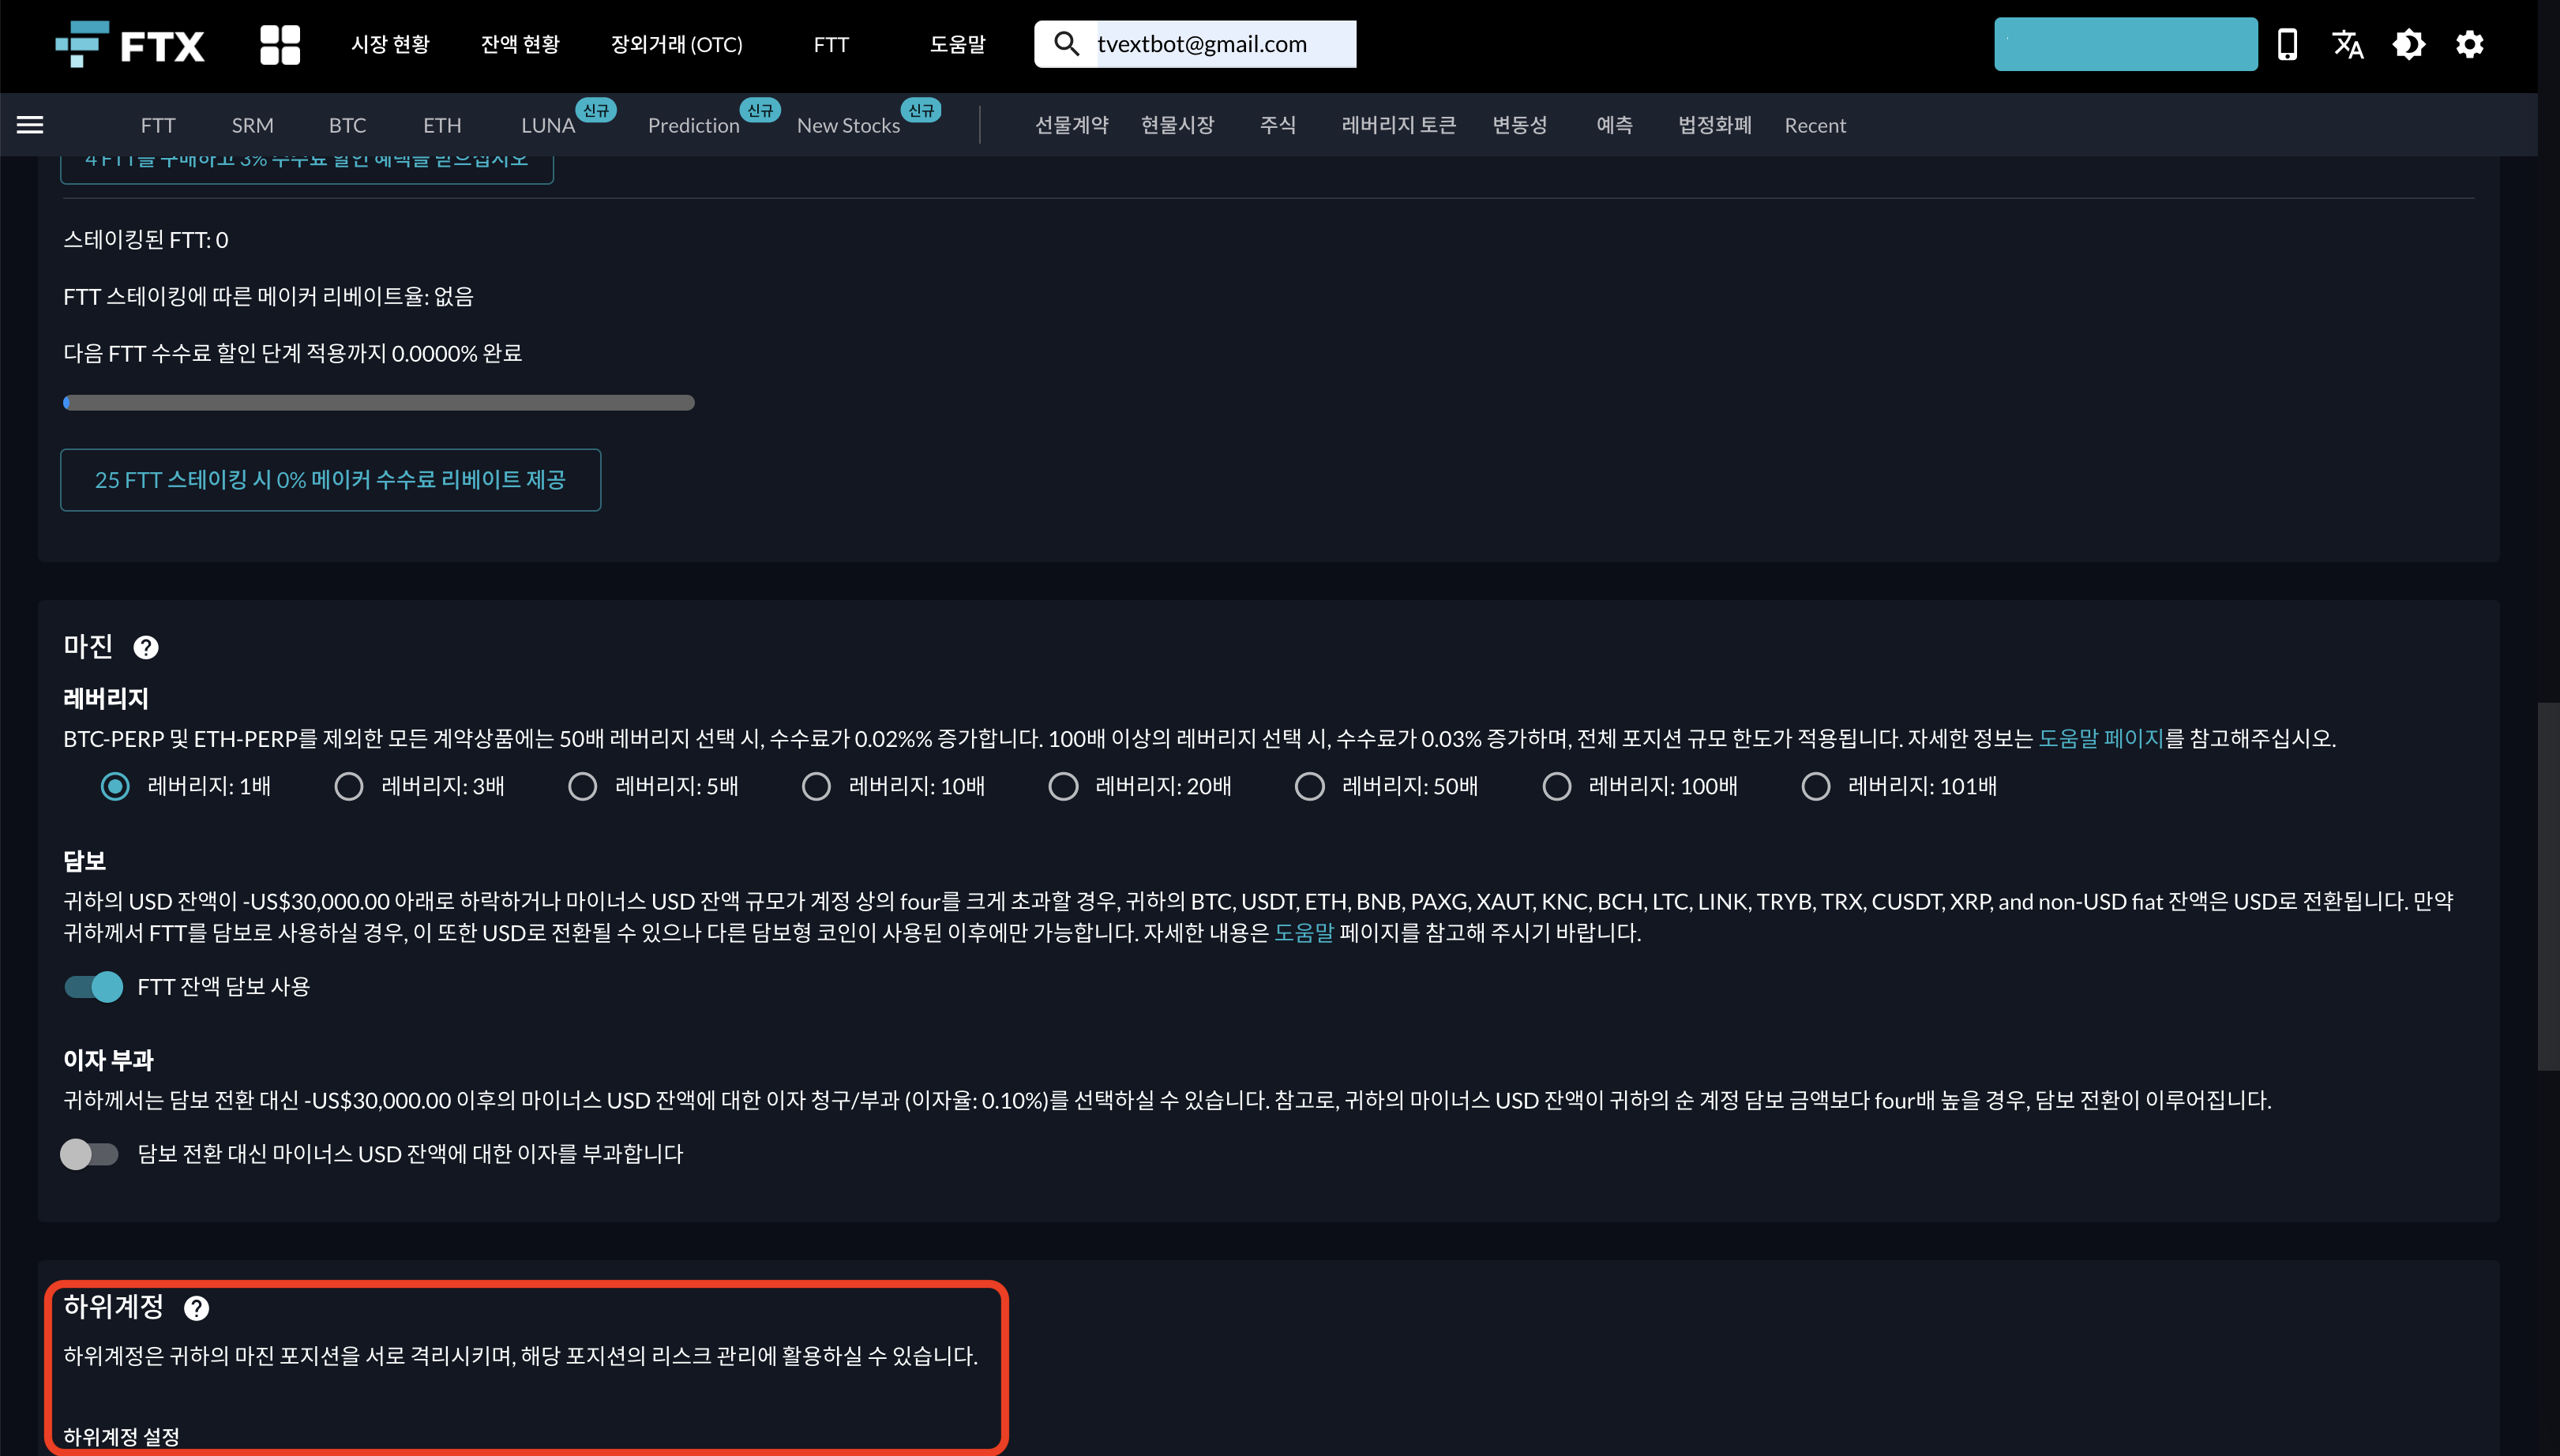 FTX 시장 현황 잔액 현황 장외거래 (OTC) FTT 도움말 tvextbot@gmail.com
FTT SRM BTC ETH LUNA 신규 Prediction 신규 New Stocks 신규 선물계약 현물시장 주식 레버리지 토큰 변동성 예측 법정화폐 Recent
4 FTT를 구매하고 3% 수수료 할인 혜택을 받으십시오
스테이킹된 FTT: 0
FTT 스테이킹에 따른 메이커 리베이트율: 없음
다음 FTT 수수료 할인 단계 적용까지 0.0000% 완료
25 FTT 스테이킹 시 0% 메이커 수수료 리베이트 제공
마진 ?
레버리지
BTC-PERP 및 ETH-PERP를 제외한 모든 계약상품에는 50배 레버리지 선택 시, 수수료가 0.02%% 증가합니다. 100배 이상의 레버리지 선택 시, 수수료가 0.03% 증가하며, 전체 포지션 규모 한도가 적용됩니다. 자세한 정보는 도움말 페이지를 참고해주십시오.
레버리지: 1배 레버리지: 3배 레버리지: 5배 레버리지: 10배 레버리지: 20배 레버리지: 50배 레버리지: 100배 레버리지: 101배
담보
귀하의 USD 잔액이 -US$30,000.00 아래로 하락하거나 마이너스 USD 잔액 규모가 계정 상의 four를 크게 초과할 경우, 귀하의 BTC, USDT, ETH, BNB, PAXG, XAUT, KNC, BCH, LTC, LINK, TRYB, TRX, CUSDT, XRP, and non-USD fiat 잔액은 USD로 전환됩니다. 만약
귀하께서 FTT를 담보로 사용하실 경우, 이 또한 USD로 전환될 수 있으나 다른 담보형 코인이 사용된 이후에만 가능합니다. 자세한 내용은 도움말 페이지를 참고해 주시기 바랍니다.
FTT 잔액 담보 사용
이자 부과
귀하께서는 담보 전환 대신 -US$30,000.00 이후의 마이너스 USD 잔액에 대한 이자 청구/부과 (이자율: 0.10%)를 선택하실 수 있습니다. 참고로, 귀하의 마이너스 USD 잔액이 귀하의 순 계정 담보 금액보다 four배 높을 경우, 담보 전환이 이루어집니다.
담보 전환 대신 마이너스 USD 잔액에 대한 이자를 부과합니다
하위계정 ?
하위계정은 귀하의 마진 포지션을 서로 격리시키며, 해당 포지션의 리스크 관리에 활용하실 수 있습니다.
하위계정 설정